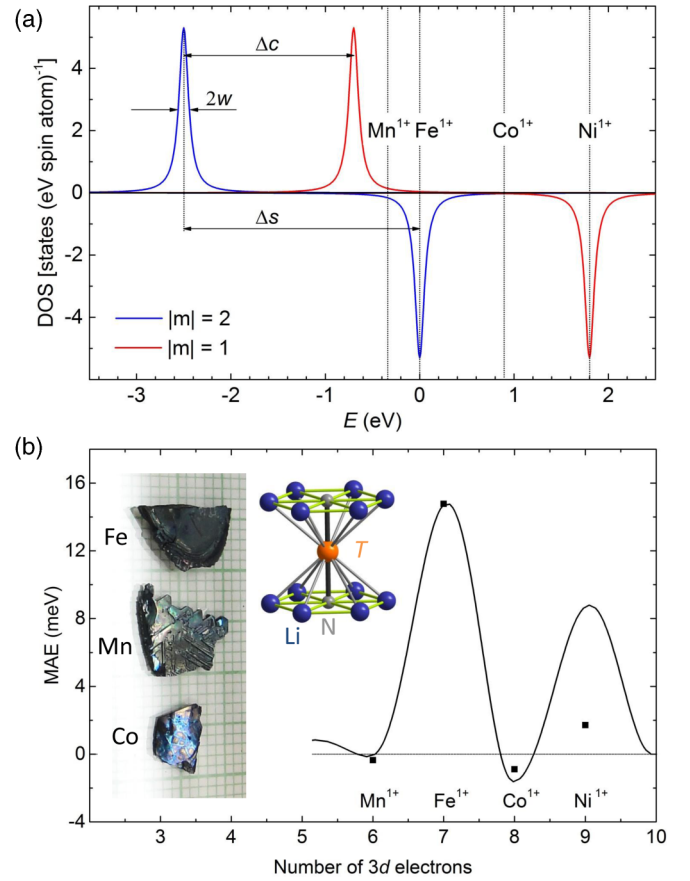 (a)
DOS [states (eV spin atom)⁻¹]
4
2
0
-2
-4
Δc
2w
Mn¹⁺ Fe¹⁺ Co¹⁺ Ni¹⁺
Δs
|m| = 2
|m| = 1
-3 -2 -1 0 1 2
E (eV)
(b)
MAE (meV)
16
12
8
4
0
-4
Fe
Mn
Co
T
Li
N
Mn¹⁺ Fe¹⁺ Co¹⁺ Ni¹⁺
2 3 4 5 6 7 8 9 10
Number of 3d electrons